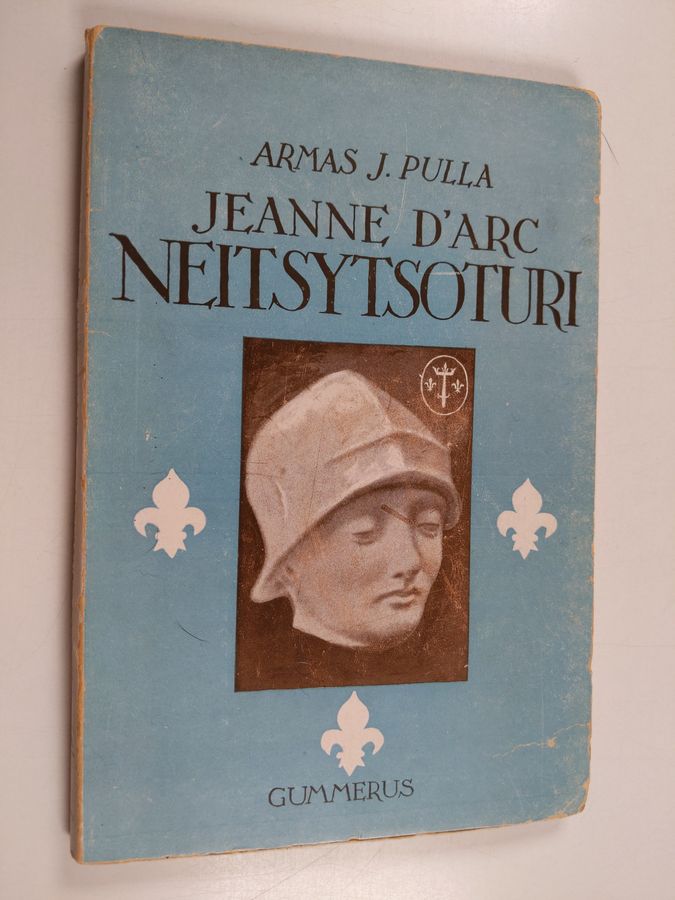 ARMAS J. PULLA
JEANNE D'ARC
NEITSYTSOTURI
GUMMERUS